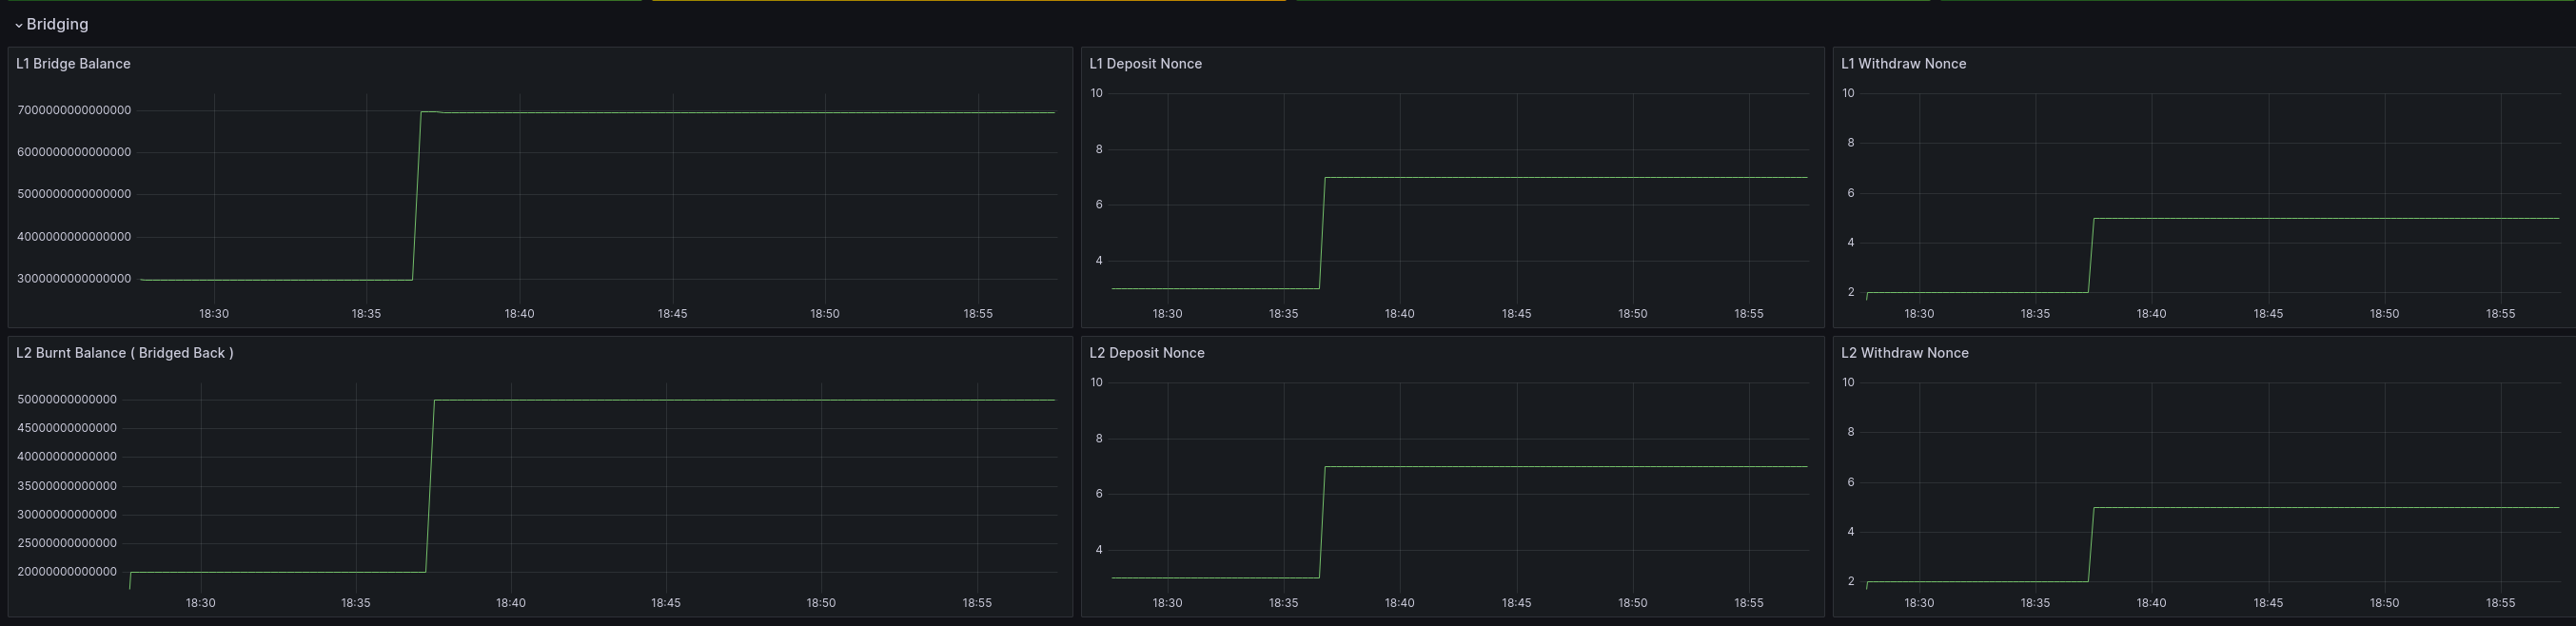 Bridging
L1 Bridge Balance
7000000000000000
6000000000000000
5000000000000000
4000000000000000
3000000000000000
18:30 18:35 18:40 18:45 18:50 18:55
L1 Deposit Nonce
10
8
6
4
18:30 18:35 18:40 18:45 18:50 18:55
L1 Withdraw Nonce
10
8
6
4
2
18:30 18:35 18:40 18:45 18:50 18:55
L2 Burnt Balance ( Bridged Back )
50000000000000
45000000000000
40000000000000
35000000000000
30000000000000
25000000000000
20000000000000
18:30 18:35 18:40 18:45 18:50 18:55
L2 Deposit Nonce
10
8
6
4
18:30 18:35 18:40 18:45 18:50 18:55
L2 Withdraw Nonce
10
8
6
4
2
18:30 18:35 18:40 18:45 18:50 18:55